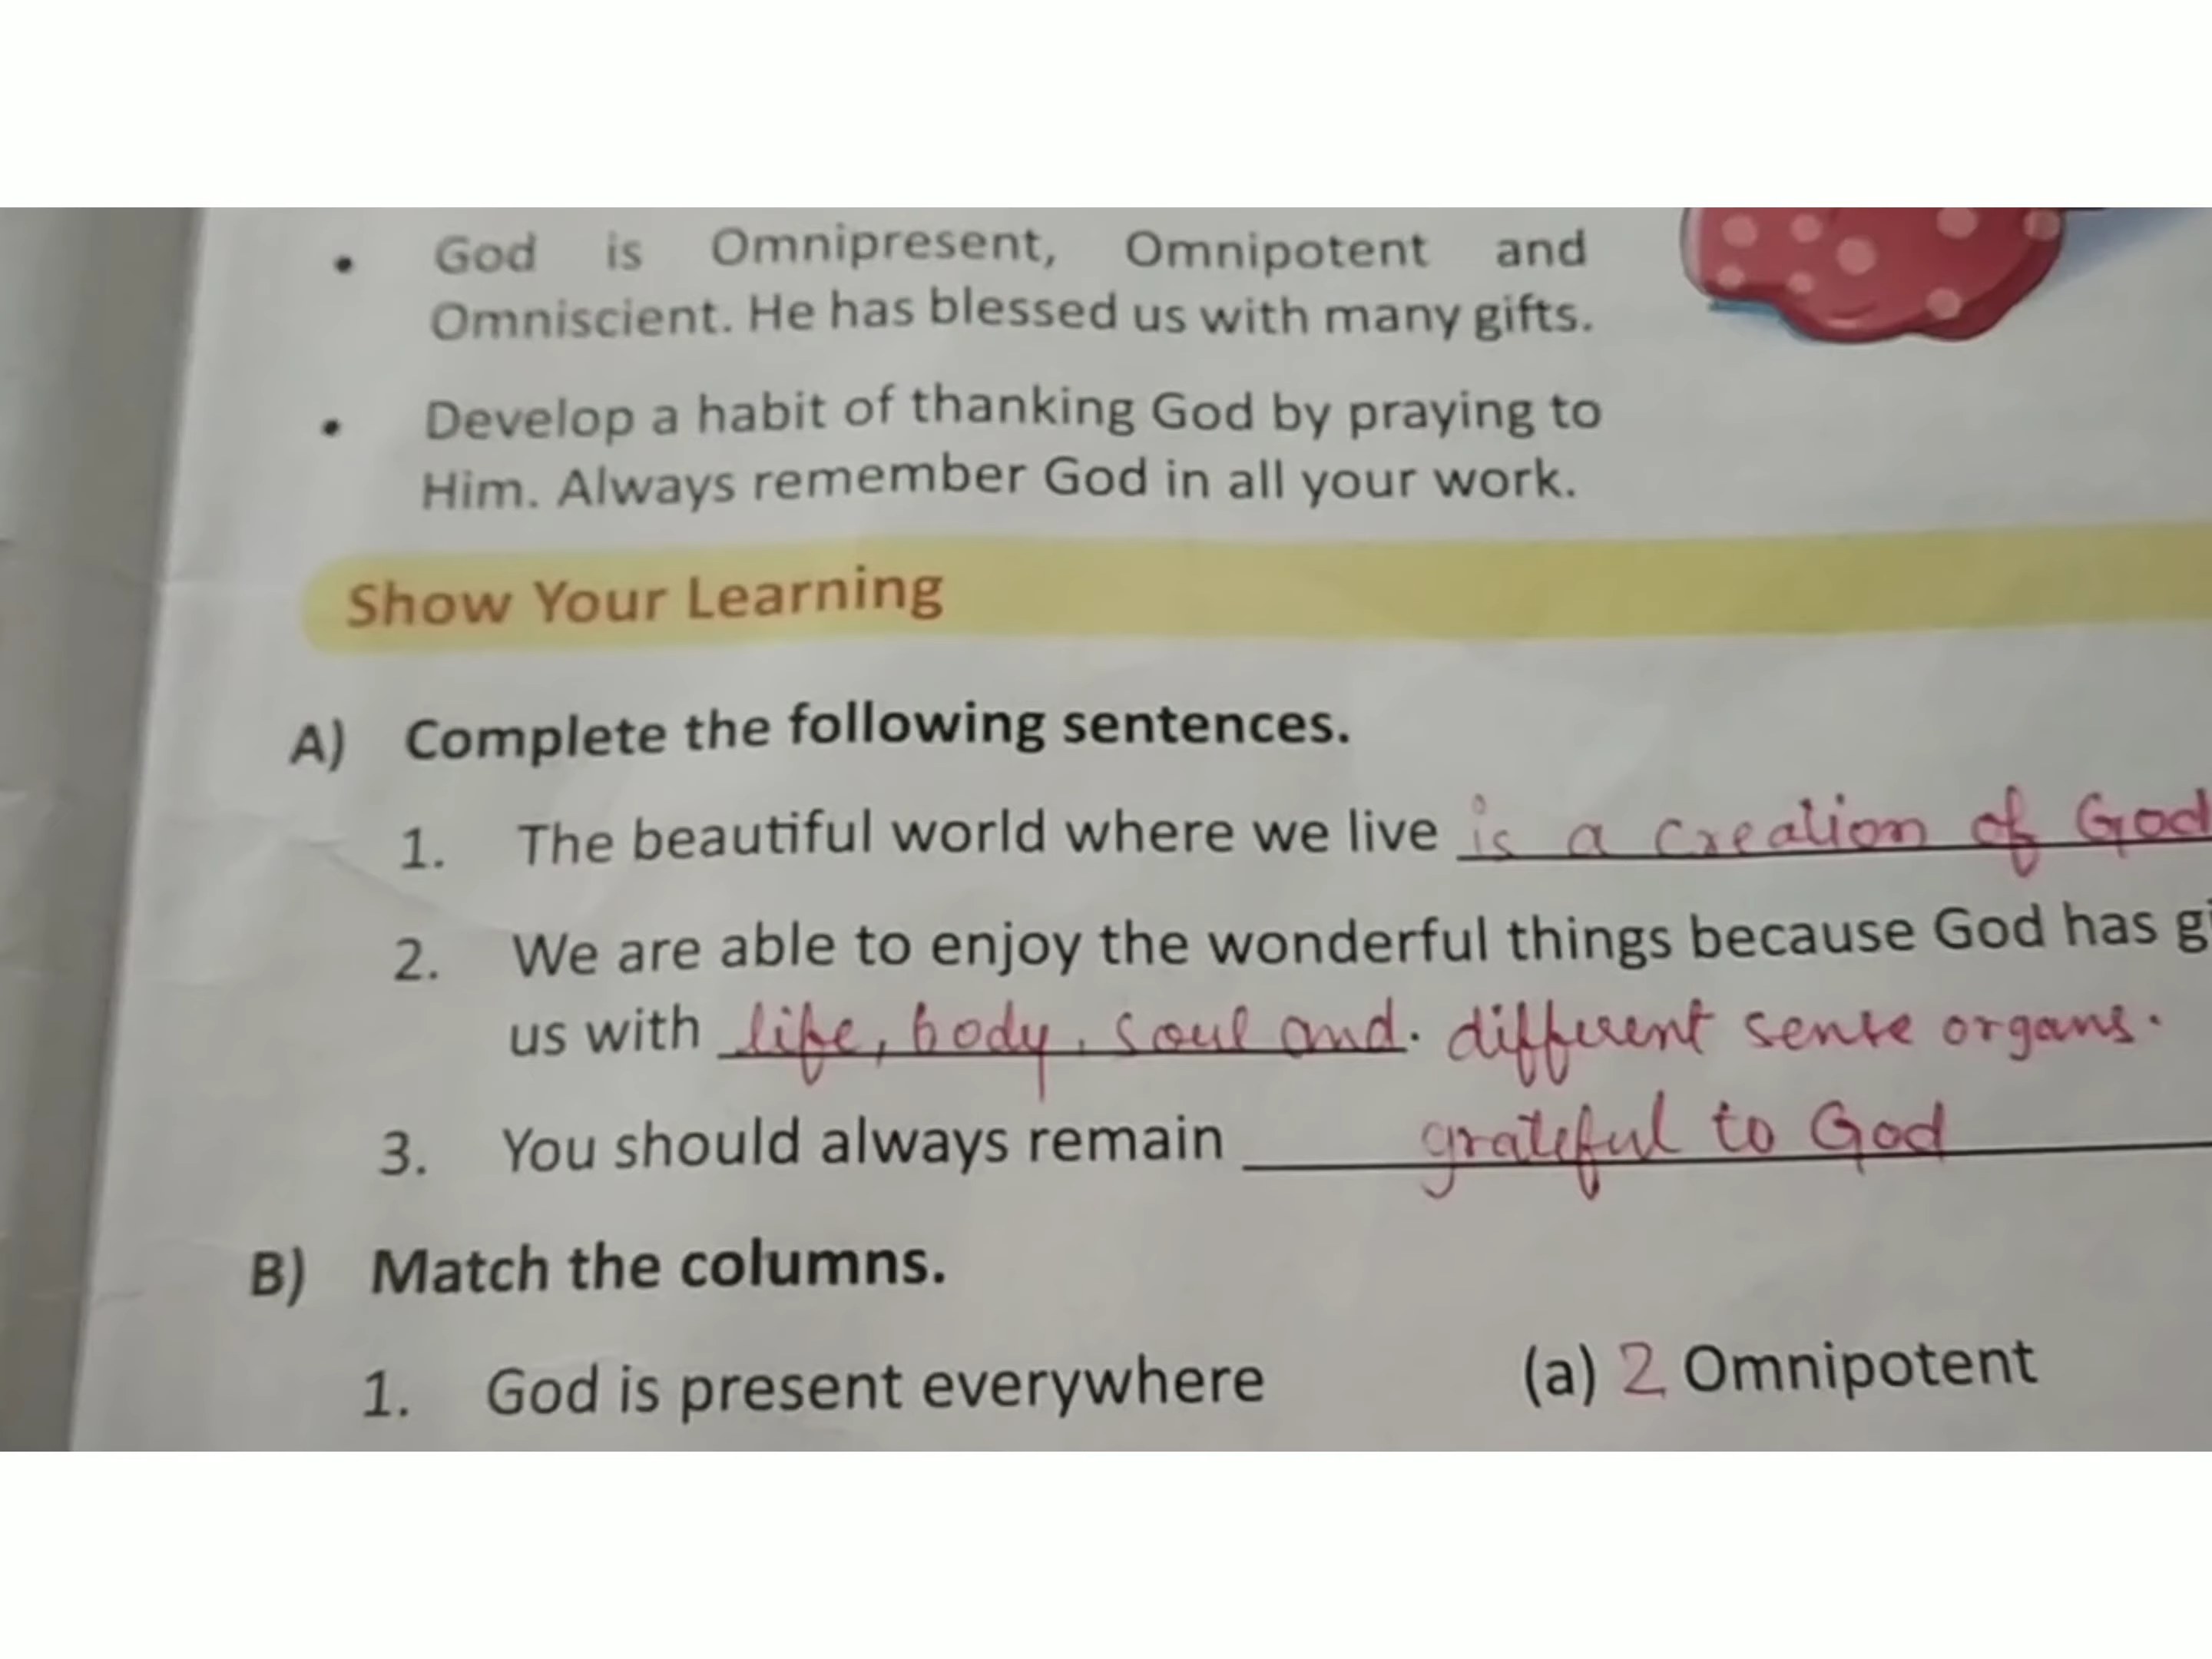 • God is Omnipresent, Omnipotent and
Omniscient. He has blessed us with many gifts.
• Develop a habit of thanking God by praying to
Him. Always remember God in all your work.
Show Your Learning
A) Complete the following sentences.
1. The beautiful world where we live is a creation of God
2. We are able to enjoy the wonderful things because God has gi
us with life, body, soul and. different sense organs.
3. You should always remain grateful to God
B) Match the columns.
1. God is present everywhere (a) 2 Omnipotent